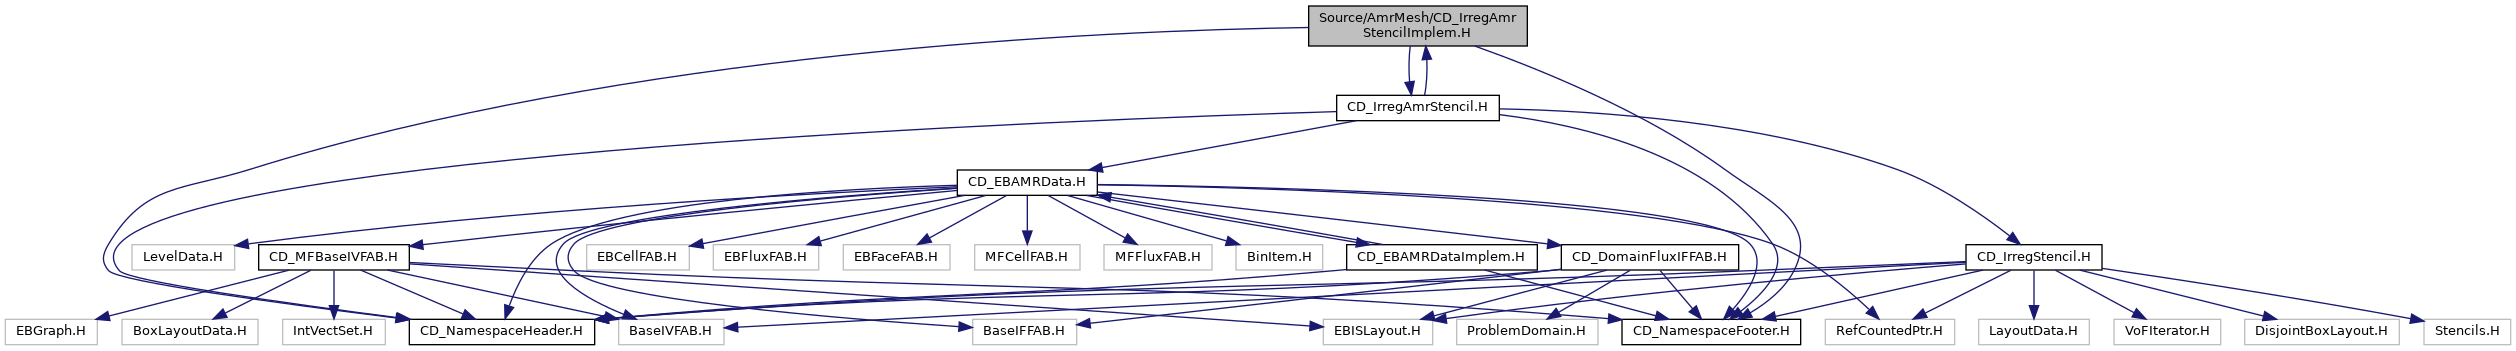 Source/AmrMesh/CD_IrregAmr
StencilImplem.H
CD_IrregAmrStencil.H
CD_EBAMRData.H
LevelData.H
CD_MFBaseIVFAB.H
EBCellFAB.H
EBFluxFAB.H
EBFaceFAB.H
MFCellFAB.H
MFFluxFAB.H
BinItem.H
CD_EBAMRDataImplem.H
CD_DomainFluxIFFAB.H
CD_IrregStencil.H
EBGraph.H
BoxLayoutData.H
IntVectSet.H
CD_NamespaceHeader.H
BaseIVFAB.H
BaseIFFAB.H
EBISLayout.H
ProblemDomain.H
CD_NamespaceFooter.H
RefCountedPtr.H
LayoutData.H
VoFIterator.H
DisjointBoxLayout.H
Stencils.H